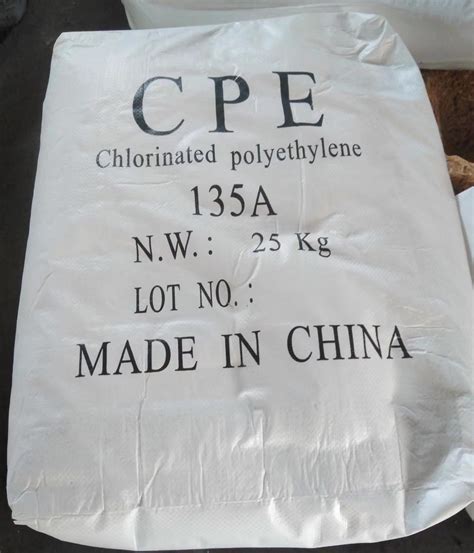 CPE
Chlorinated polyethylene
135A
N.W.: 25 Kg
LOT NO.:
MADE IN CHINA